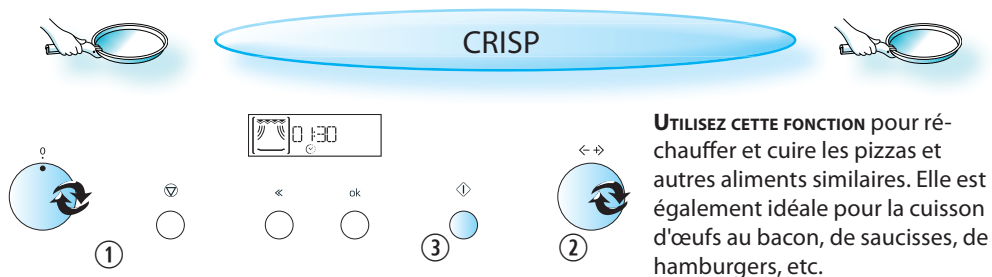 CRISP
01:30
0
ok
1
3
2
UTILISEZ CETTE FONCTION pour ré-
chauffer et cuire les pizzas et
autres aliments similaires. Elle est
également idéale pour la cuisson
d'œufs au bacon, de saucisses, de
hamburgers, etc.